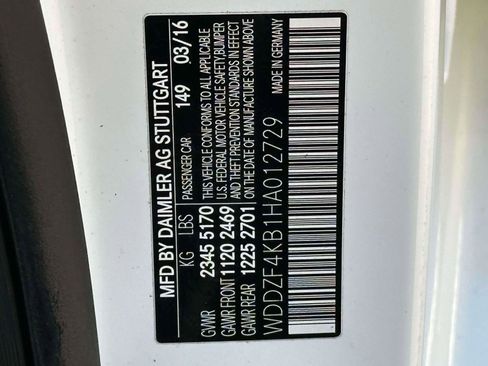 MFD BY DAIMLER AG STUTTGART
KG LBS PASSENGER CAR 149 03/16
GVWR 2345 5170 THIS VEHICLE CONFORMS TO ALL APPLICABLE
GAWR FRONT 1120 2469 U.S. FEDERAL MOTOR VEHICLE SAFETY,BUMPER
AND THEFT PREVENTION STANDARDS IN EFFECT
GAWR REAR 1225 2701 ON THE DATE OF MANUFACTURE SHOWN ABOVE
MADE IN GERMANY
WDDZF4KB1HA012729